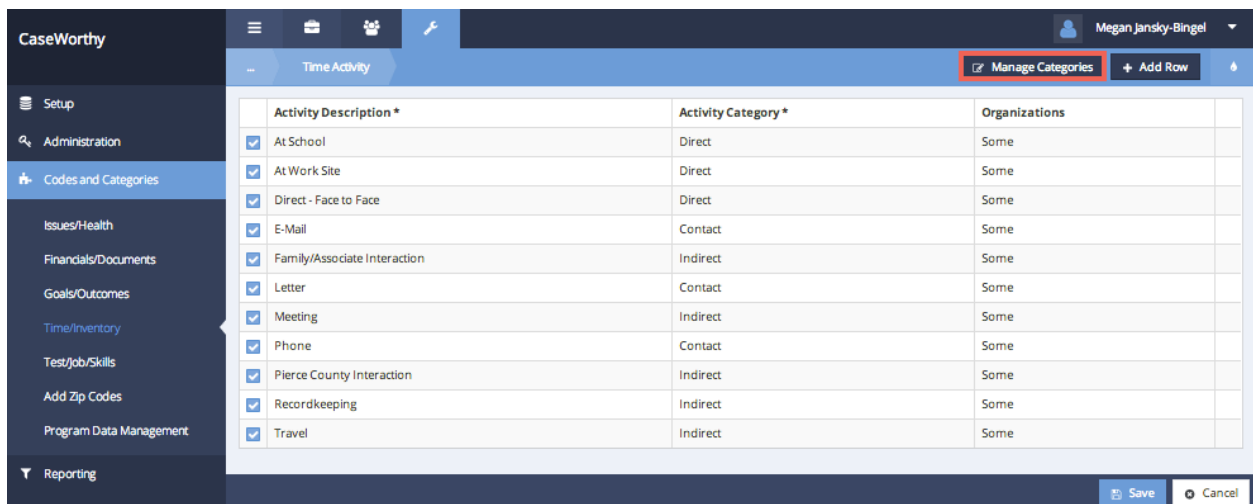 CaseWorthy
Megan Jansky-Bingel
... Time Activity Manage Categories + Add Row
Setup
Administration
Codes and Categories
Issues/Health
Financials/Documents
Goals/Outcomes
Time/Inventory
Test/Job/Skills
Add Zip Codes
Program Data Management
Reporting
Activity Description * Activity Category * Organizations
At School Direct Some
At Work Site Direct Some
Direct - Face to Face Direct Some
E-Mail Contact Some
Family/Associate Interaction Indirect Some
Letter Contact Some
Meeting Indirect Some
Phone Contact Some
Pierce County Interaction Indirect Some
Recordkeeping Indirect Some
Travel Indirect Some
Save Cancel